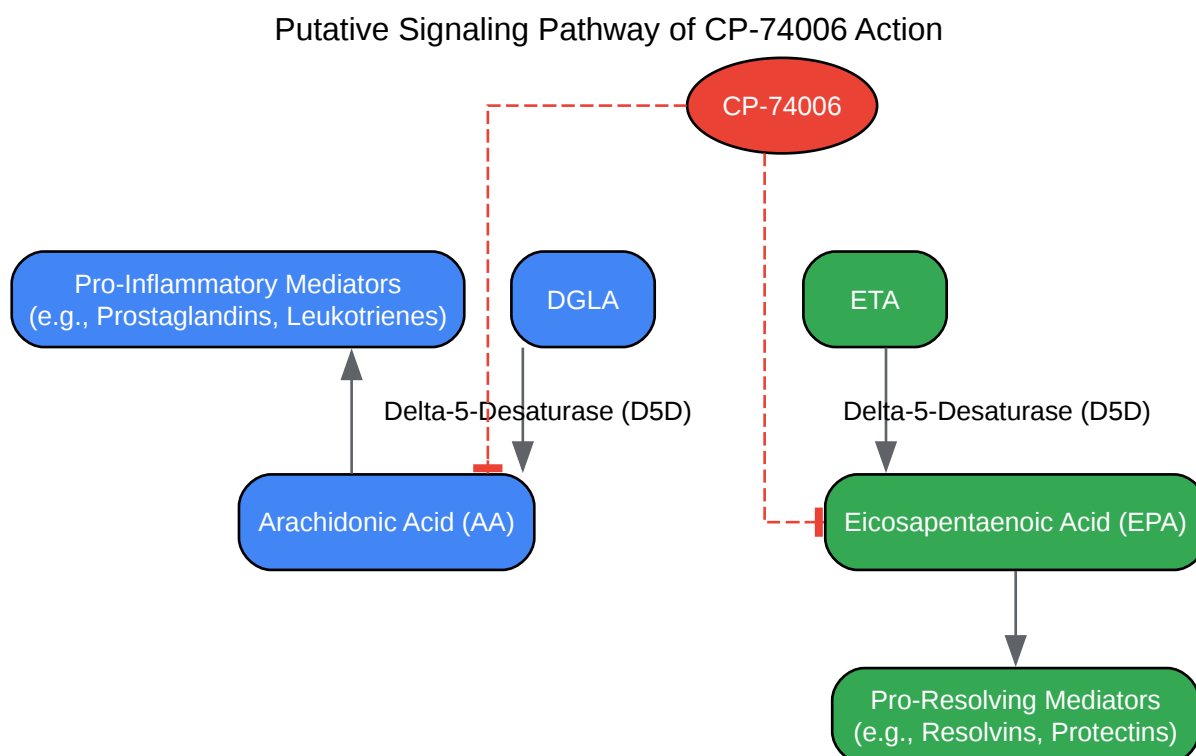 Putative Signaling Pathway of CP-74006 Action
CP-74006
Pro-Inflammatory Mediators
(e.g., Prostaglandins, Leukotrienes)
DGLA
ETA
Delta-5-Desaturase (D5D)
Delta-5-Desaturase (D5D)
Arachidonic Acid (AA)
Eicosapentaenoic Acid (EPA)
Pro-Resolving Mediators
(e.g., Resolvins, Protectins)